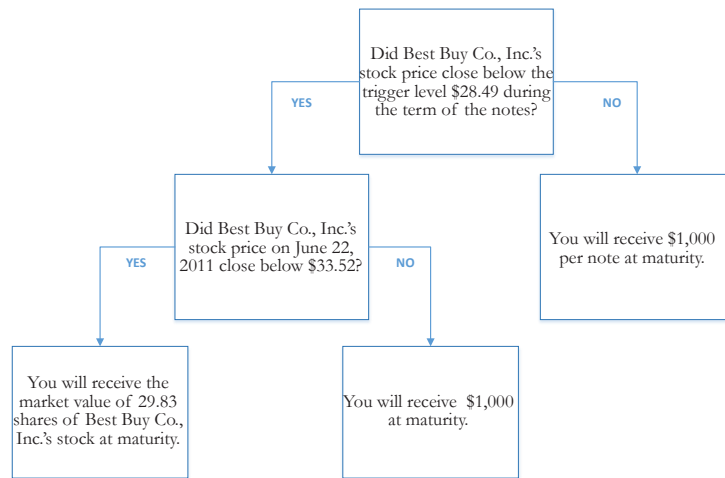 Did Best Buy Co., Inc.'s
stock price close below the
trigger level $28.49 during
the term of the notes?
YES
NO
Did Best Buy Co., Inc.'s
stock price on June 22,
2011 close below $33.52?
You will receive $1,000
per note at maturity.
YES
NO
You will receive the
market value of 29.83
shares of Best Buy Co.,
Inc.'s stock at maturity.
You will receive $1,000
at maturity.